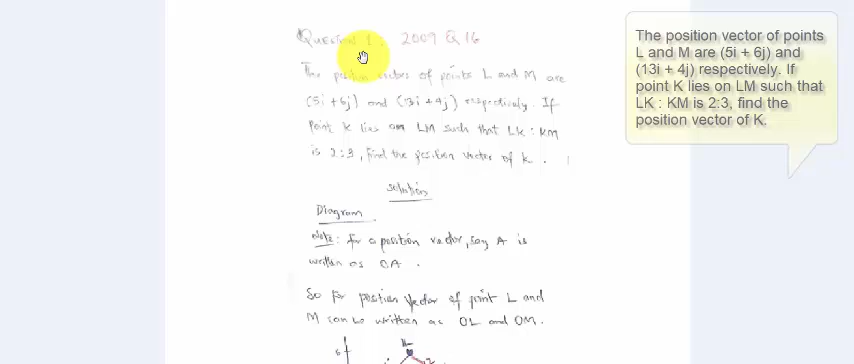 Question 1: 2009 Q 16
The position vectors of points L and M are
(5i + 6j) and (13i + 4j) respectively. If
point K lies on LM such that LK : KM
is 2:3, find the position vector of K.
Solution
Diagram
Note: For a position vector, say A is
written as OA.
So for position vector of point L and
M can be written as OL and OM.
6
L
The position vector of points
L and M are (5i + 6j) and
(13i + 4j) respectively. If
point K lies on LM such that
LK : KM is 2:3, find the
position vector of K.